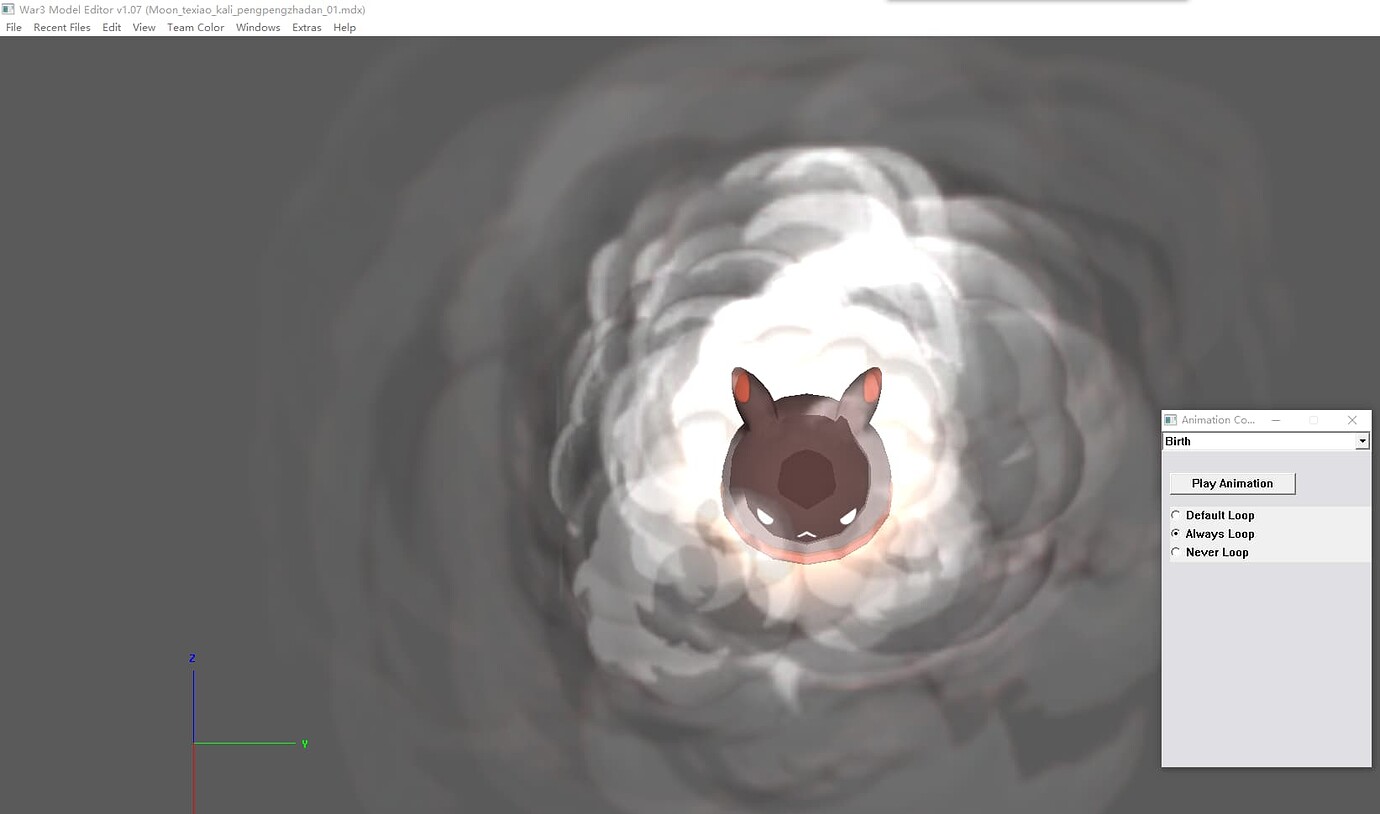 War3 Model Editor v1.07 (Moon_texiao_kali_pengpengzhadan_01.mdx)
File Recent Files Edit View Team Color Windows Extras Help
Animation Co...
Birth
Play Animation
Default Loop
Always Loop
Never Loop
Z
Y